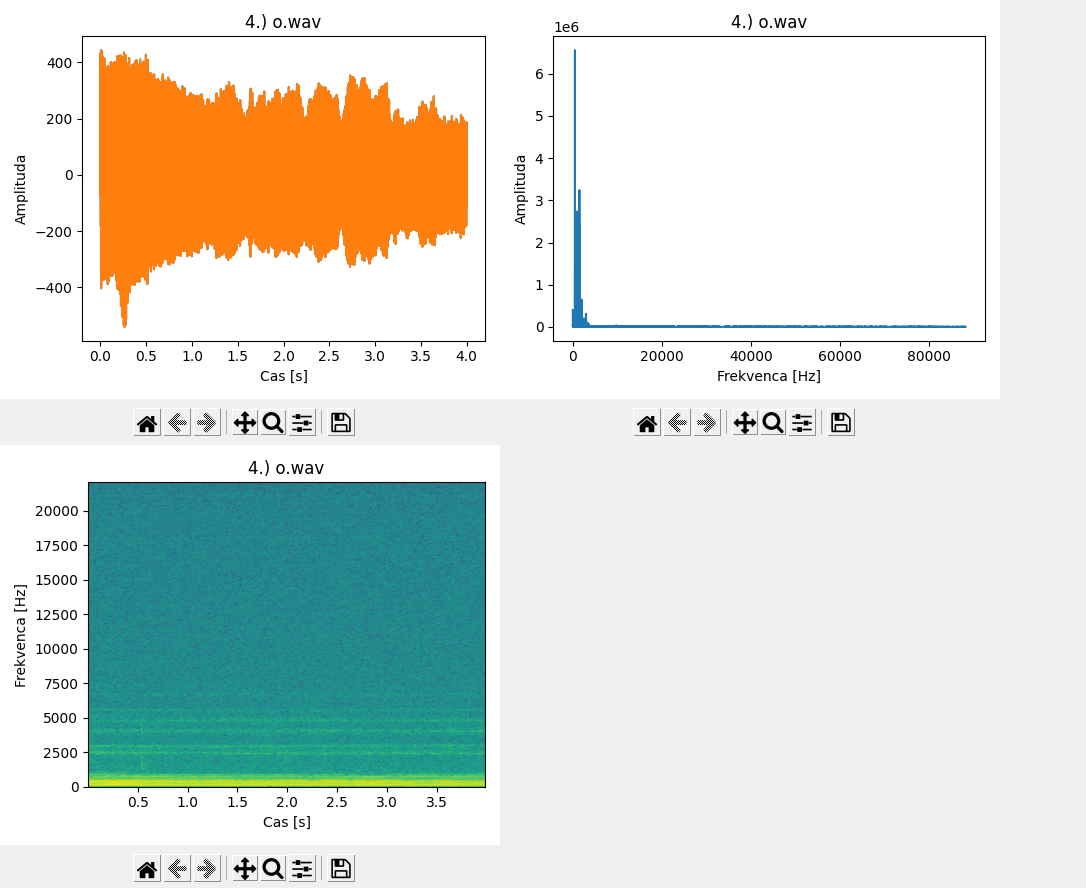 4.) o.wav
400
200
0
−200
−400
Amplituda
0.0 0.5 1.0 1.5 2.0 2.5 3.0 3.5 4.0
Cas [s]
4.) o.wav
1e6
6
5
4
3
2
1
0
Amplituda
0 20000 40000 60000 80000
Frekvenca [Hz]
4.) o.wav
20000
17500
15000
12500
10000
7500
5000
2500
0
Frekvenca [Hz]
0.5 1.0 1.5 2.0 2.5 3.0 3.5
Cas [s]